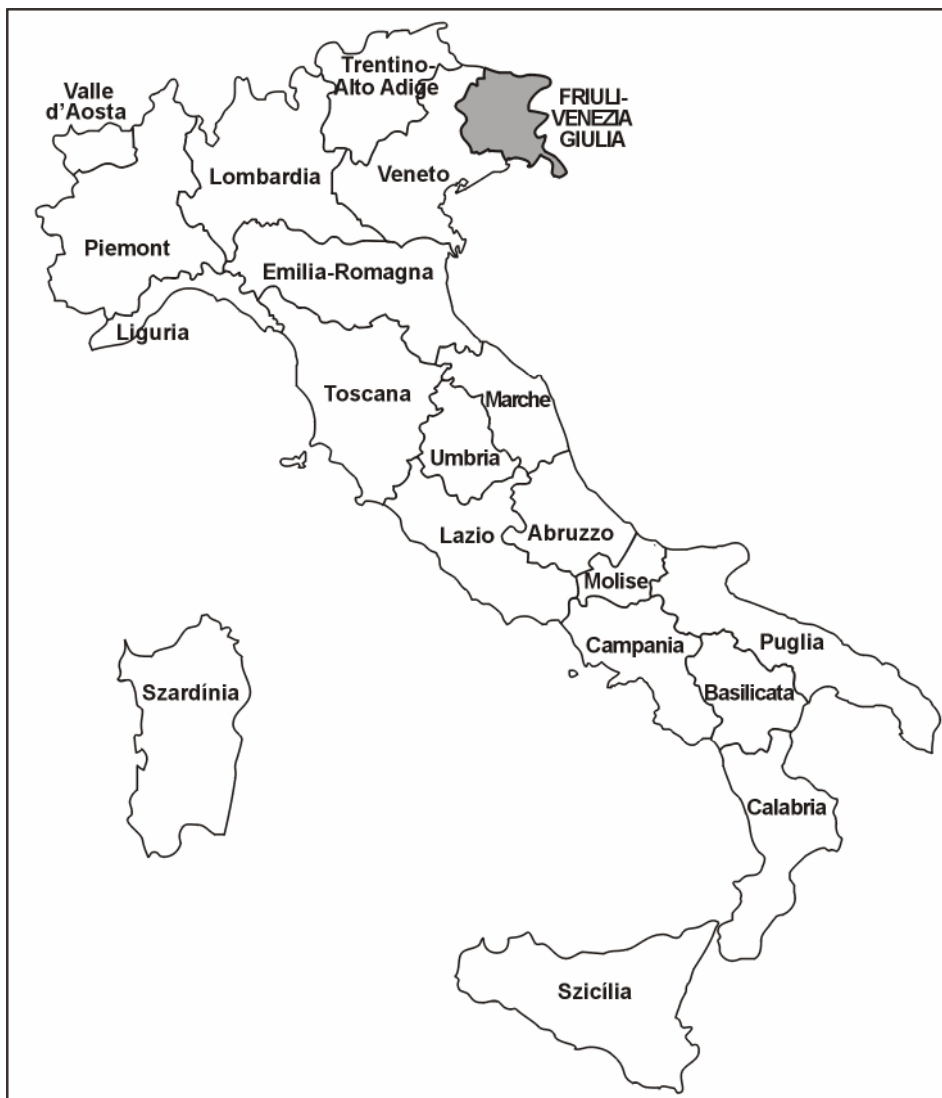 Trentino-
Alto Adige
Valle
d’Aosta
FRIULI-
VENEZIA
GIULIA
Lombardia
Veneto
Piemont
Emilia-Romagna
Liguria
Toscana
Marche
Umbria
Lazio
Abruzzo
Molise
Campania
Puglia
Szardínia
Basilicata
Calabria
Szicília